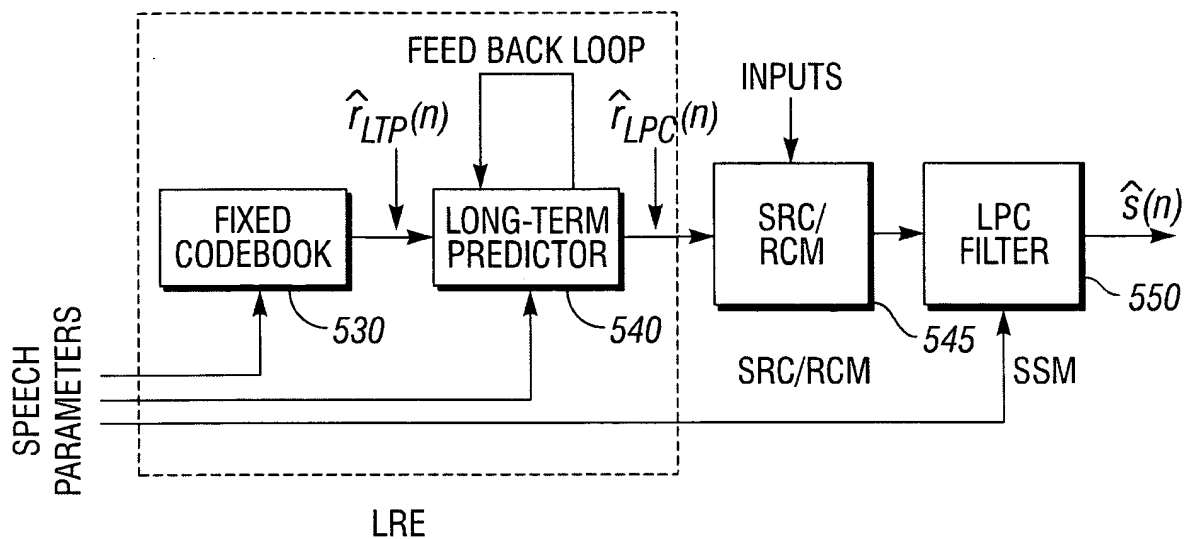 FEED BACK LOOP
INPUTS
r̂LTP(n)
r̂LPC(n)
ŝ(n)
FIXED
CODEBOOK
LONG-TERM
PREDICTOR
SRC/
RCM
LPC
FILTER
530
540
545
550
SRC/RCM
SSM
SPEECH
PARAMETERS
LRE